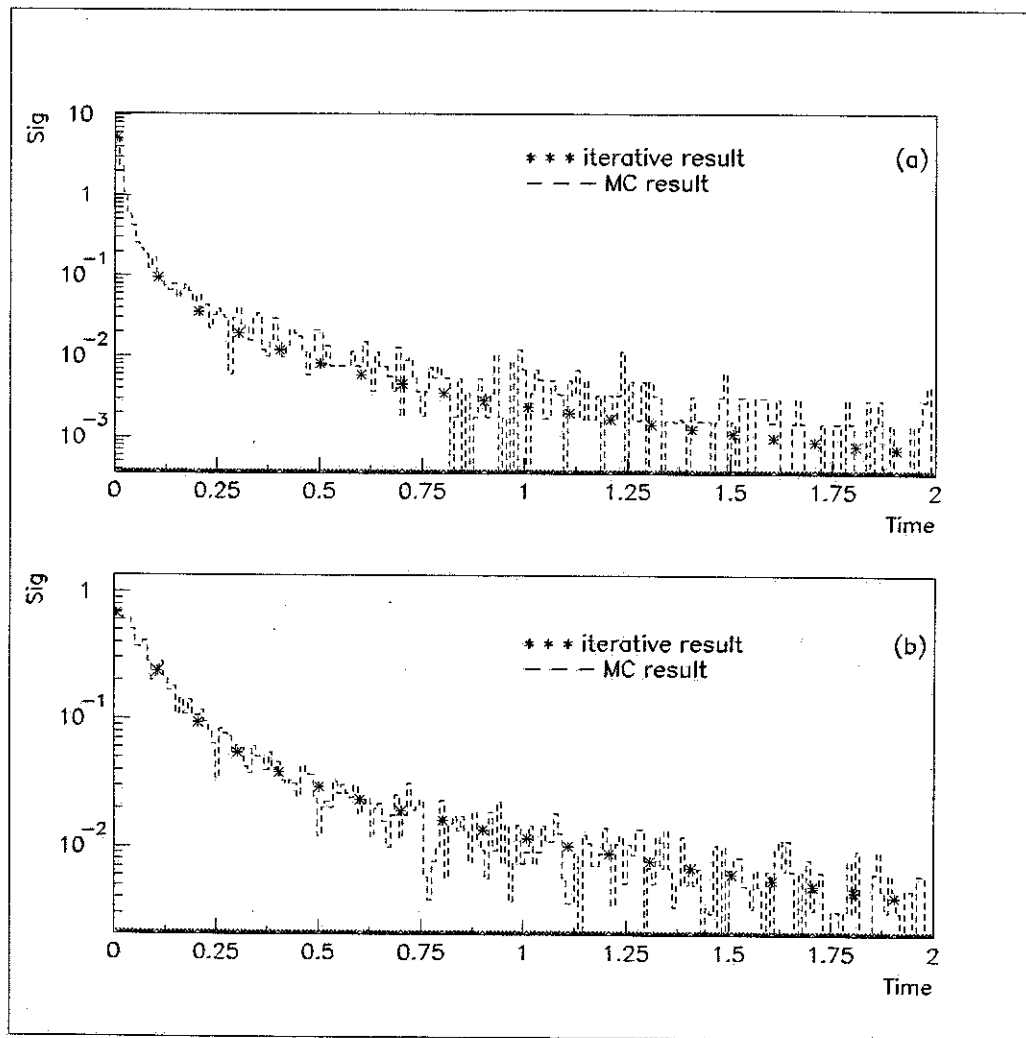 Sig
10
1
10⁻¹
10⁻²
10⁻³
* * * iterative result
– – – – MC result
(a)
0 0.25 0.5 0.75 1 1.25 1.5 1.75 2
Time
Sig
1
10⁻¹
10⁻²
* * * iterative result
– – – – MC result
(b)
0 0.25 0.5 0.75 1 1.25 1.5 1.75 2
Time